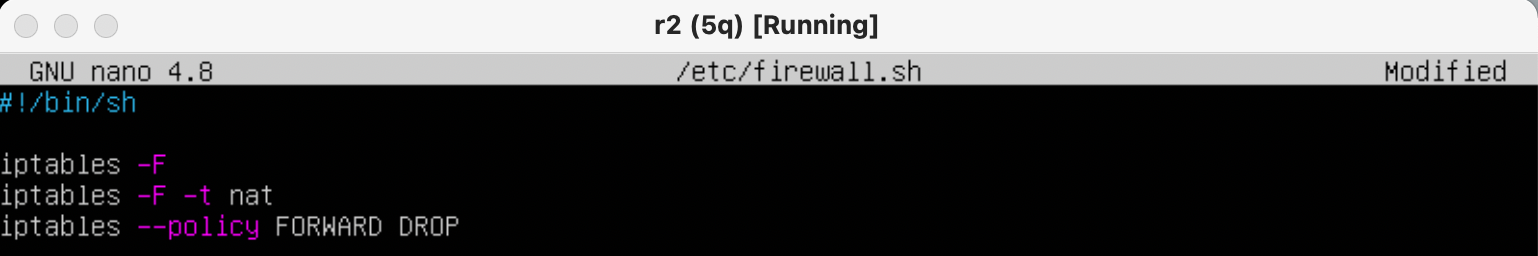 r2 (5q) [Running]
GNU nano 4.8 /etc/firewall.sh Modified
#!/bin/sh
iptables -F
iptables -F -t nat
iptables --policy FORWARD DROP